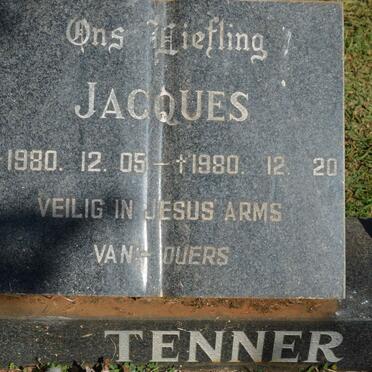 Ons Liefling
JACQUES
1980. 12. 05 - †1980. 12. 20
VEILIG IN JESUS ARMS
VAN:- OUERS
TENNER